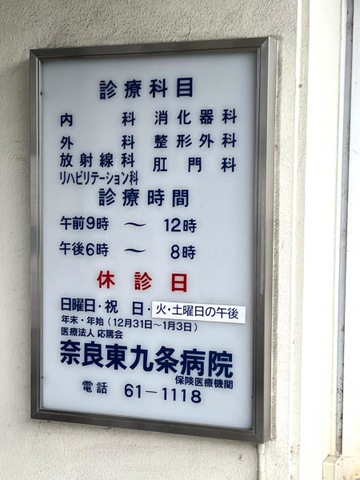 診療科目
内科 消化器科
外科 整形外科
放射線科 肛門科
リハビリテーション科
診療時間
午前9時 ～ 12時
午後6時 ～ 8時
休診日
日曜日・祝日・火・土曜日の午後
年末・年始(12月31日～1月3日)
医療法人 応篤会
奈良東九条病院
保険医療機関
電話 61-1118